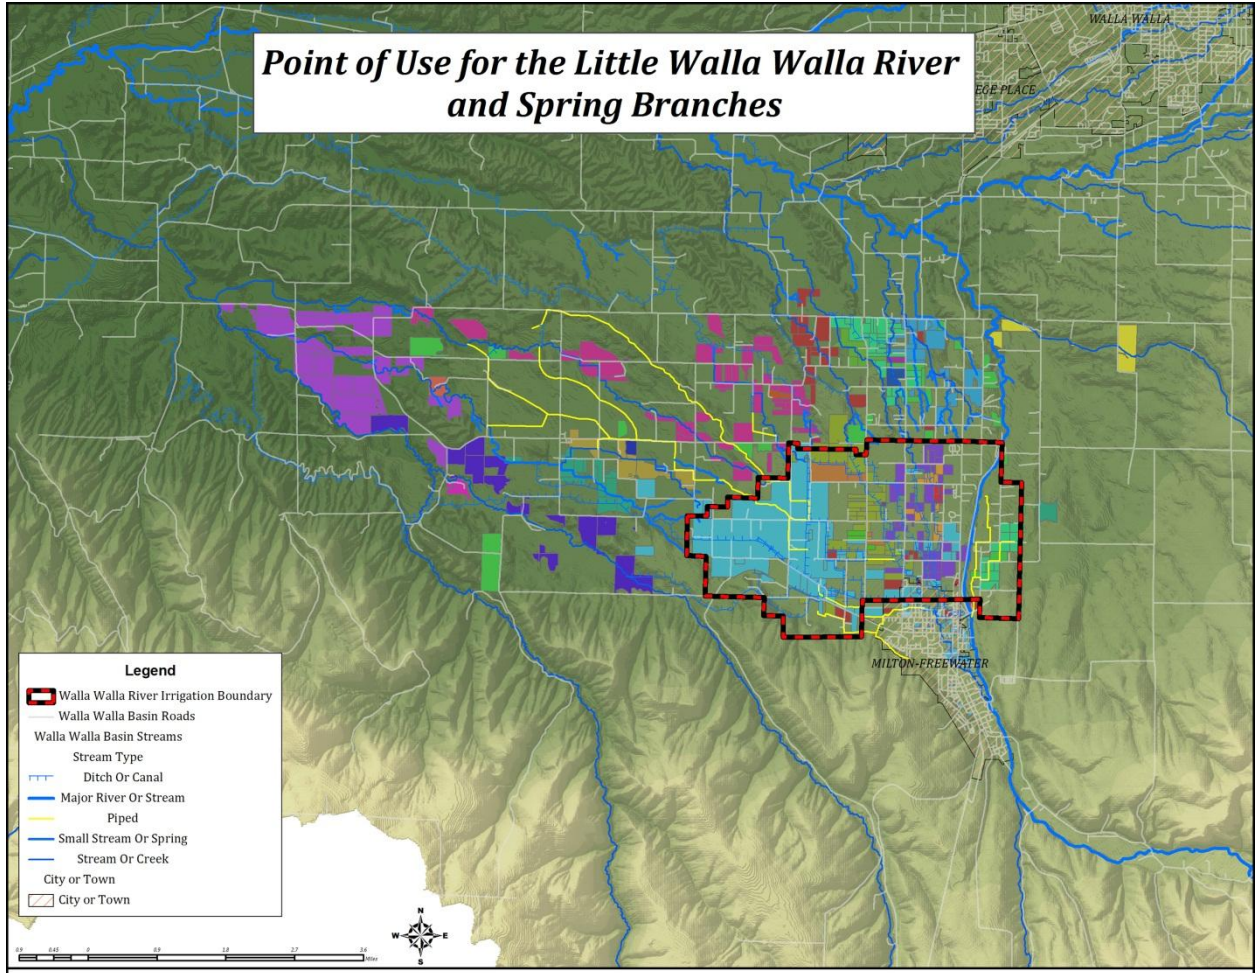 WALLA WALLA
Point of Use for the Little Walla Walla River
and Spring Branches
EGE PLACE
MILTON-FREEWATER
Legend
Walla Walla River Irrigation Boundary
Walla Walla Basin Roads
Walla Walla Basin Streams
Stream Type
Ditch Or Canal
Major River Or Stream
Piped
Small Stream Or Spring
Stream Or Creek
City or Town
City or Town
N
W E
S
0.9 0.45 0 0.9 1.8 2.7 3.6
Miles